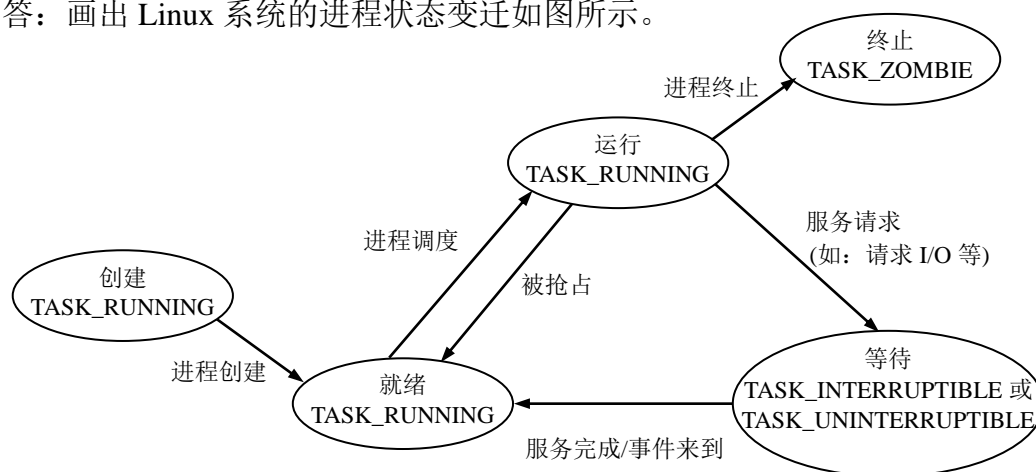 答：画出 Linux 系统的进程状态变迁如图所示。
终止
TASK_ZOMBIE
进程终止
运行
TASK_RUNNING
服务请求
(如：请求 I/O 等)
进程调度
被抢占
创建
TASK_RUNNING
进程创建
就绪
TASK_RUNNING
等待
TASK_INTERRUPTIBLE 或
TASK_UNINTERRUPTIBLE
服务完成/事件来到